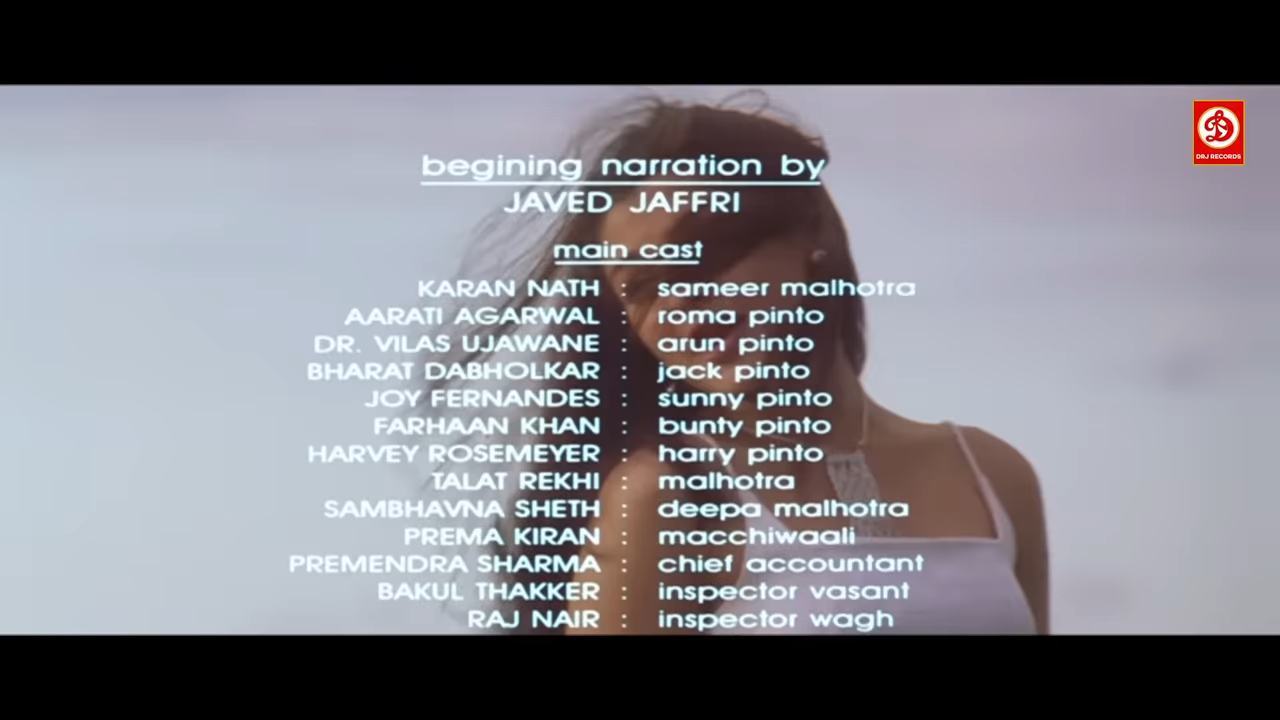 DRJ RECORDS
begining narration by
JAVED JAFFRI
main cast
KARAN NATH : sameer malhotra
AARATI AGARWAL : roma pinto
DR. VILAS UJAWANE : arun pinto
BHARAT DABHOLKAR : jack pinto
JOY FERNANDES : sunny pinto
FARHAAN KHAN : bunty pinto
HARVEY ROSEMEYER : harry pinto
TALAT REKHI : malhotra
SAMBHAVNA SHETH : deepa malhotra
PREMA KIRAN : macchiwaali
PREMENDRA SHARMA : chief accountant
BAKUL THAKKER : inspector vasant
RAJ NAIR : inspector wagh